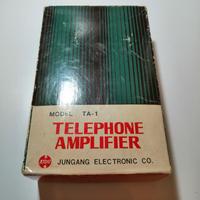 MODEL TA-1
TELEPHONE
AMPLIFIER
JUNGANG ELECTRONIC CO.